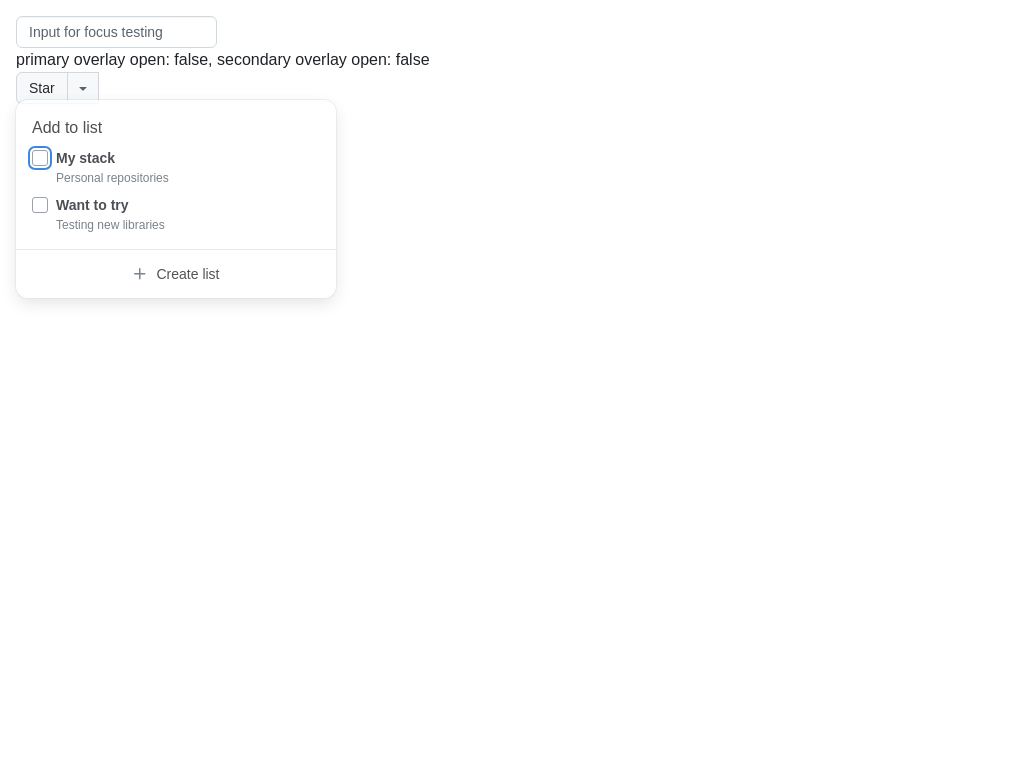 Input for focus testing
primary overlay open: false, secondary overlay open: false
Star
Add to list
My stack
Personal repositories
Want to try
Testing new libraries
Create list